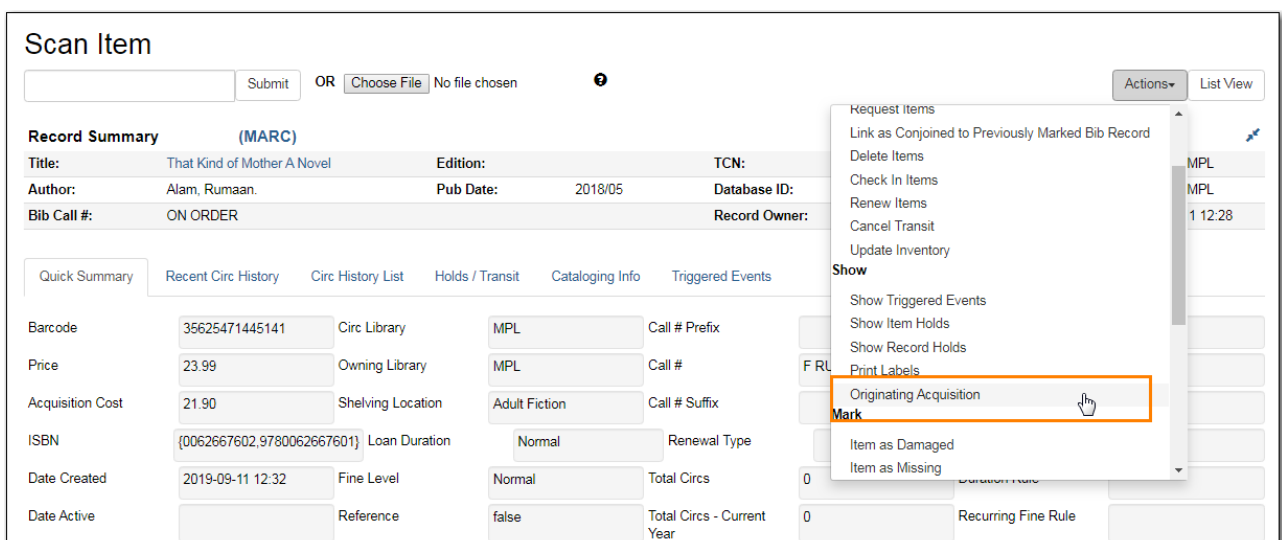 Scan Item
Submit OR Choose File No file chosen Actions List View
Request Items
Link as Conjoined to Previously Marked Bib Record
Delete Items
Check In Items
Renew Items
Cancel Transit
Update Inventory
Show
Show Triggered Events
Show Item Holds
Show Record Holds
Print Labels
Originating Acquisition
Mark
Item as Damaged
Item as Missing
Record Summary (MARC)
Title: That Kind of Mother A Novel Edition: TCN: MPL
Author: Alam, Rumaan. Pub Date: 2018/05 Database ID: MPL
Bib Call #: ON ORDER Record Owner: 1 12:28
Quick Summary Recent Circ History Circ History List Holds / Transit Cataloging Info Triggered Events
Barcode 35625471445141 Circ Library MPL Call # Prefix
Price 23.99 Owning Library MPL Call # F RU
Acquisition Cost 21.90 Shelving Location Adult Fiction Call # Suffix
ISBN {0062667602,9780062667601} Loan Duration Normal Renewal Type
Date Created 2019-09-11 12:32 Fine Level Normal Total Circs 0 Duration Rule
Date Active Reference false Total Circs - Current Year 0 Recurring Fine Rule